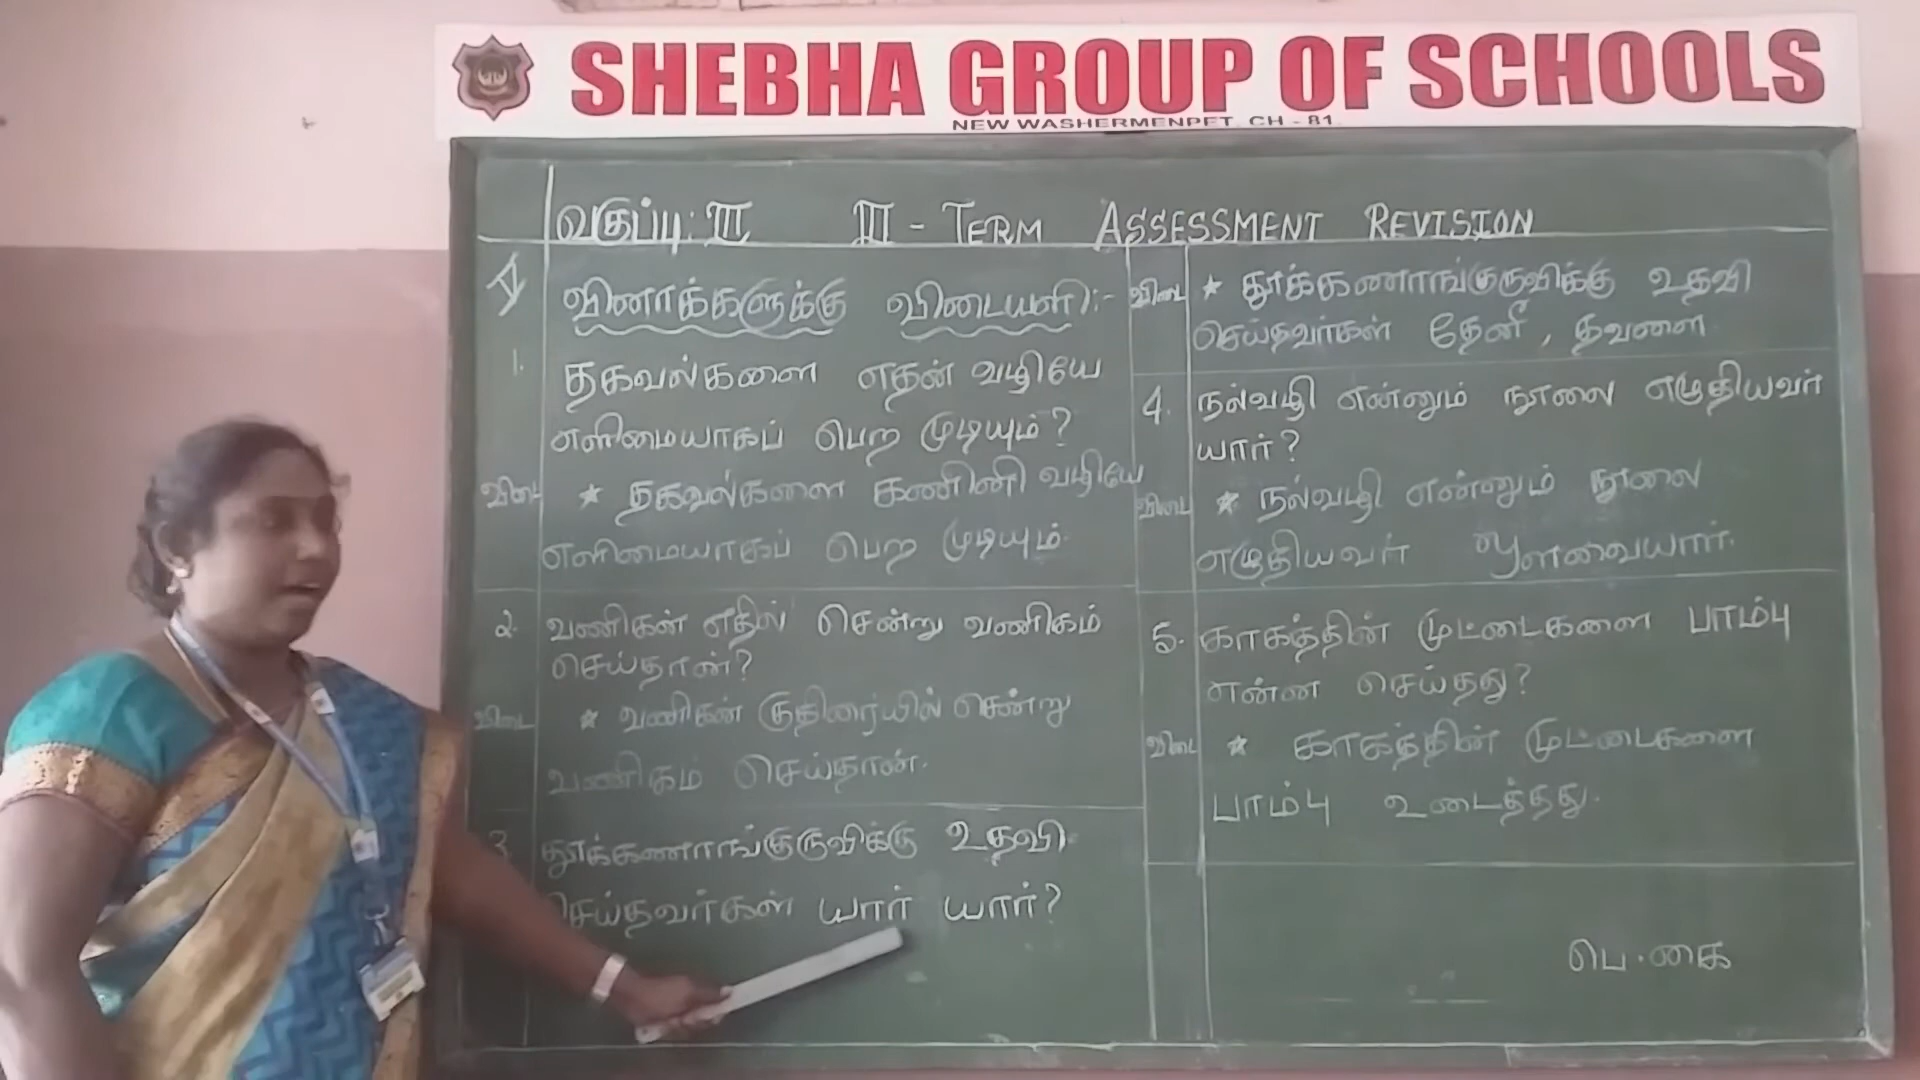 SHEBHA GROUP OF SCHOOLS
NEW WASHERMENPET. CH - 81.
வகுப்பு: III III - TERM ASSESSMENT REVISION
V வினாக்களுக்கு விடையளி:-
1. தகவல்களை எதன் வழியே
எளிமையாகப் பெற முடியும்?
விடை ★ தகவல்களை கணினி வழியே
எளிமையாகப் பெற முடியும்.
2. வணிகன் எதில் சென்று வணிகம்
செய்தான்?
விடை ★ வணிகன் குதிரையில் சென்று
வணிகம் செய்தான்.
3 தூக்கணாங்குருவிக்கு உதவி
செய்தவர்கள் யார் யார்?
விடை ★ தூக்கணாங்குருவிக்கு உதவி
செய்தவர்கள் தேனீ, தவளை
4. நல்வழி என்னும் நூலை எழுதியவர்
யார்?
விடை ★ நல்வழி என்னும் நூலை
எழுதியவர் ஒளவையார்.
5. காகத்தின் முட்டைகளை பாம்பு
என்ன செய்தது?
விடை ★ காகத்தின் முட்டைகளை
பாம்பு உடைத்தது.
பெ.கை